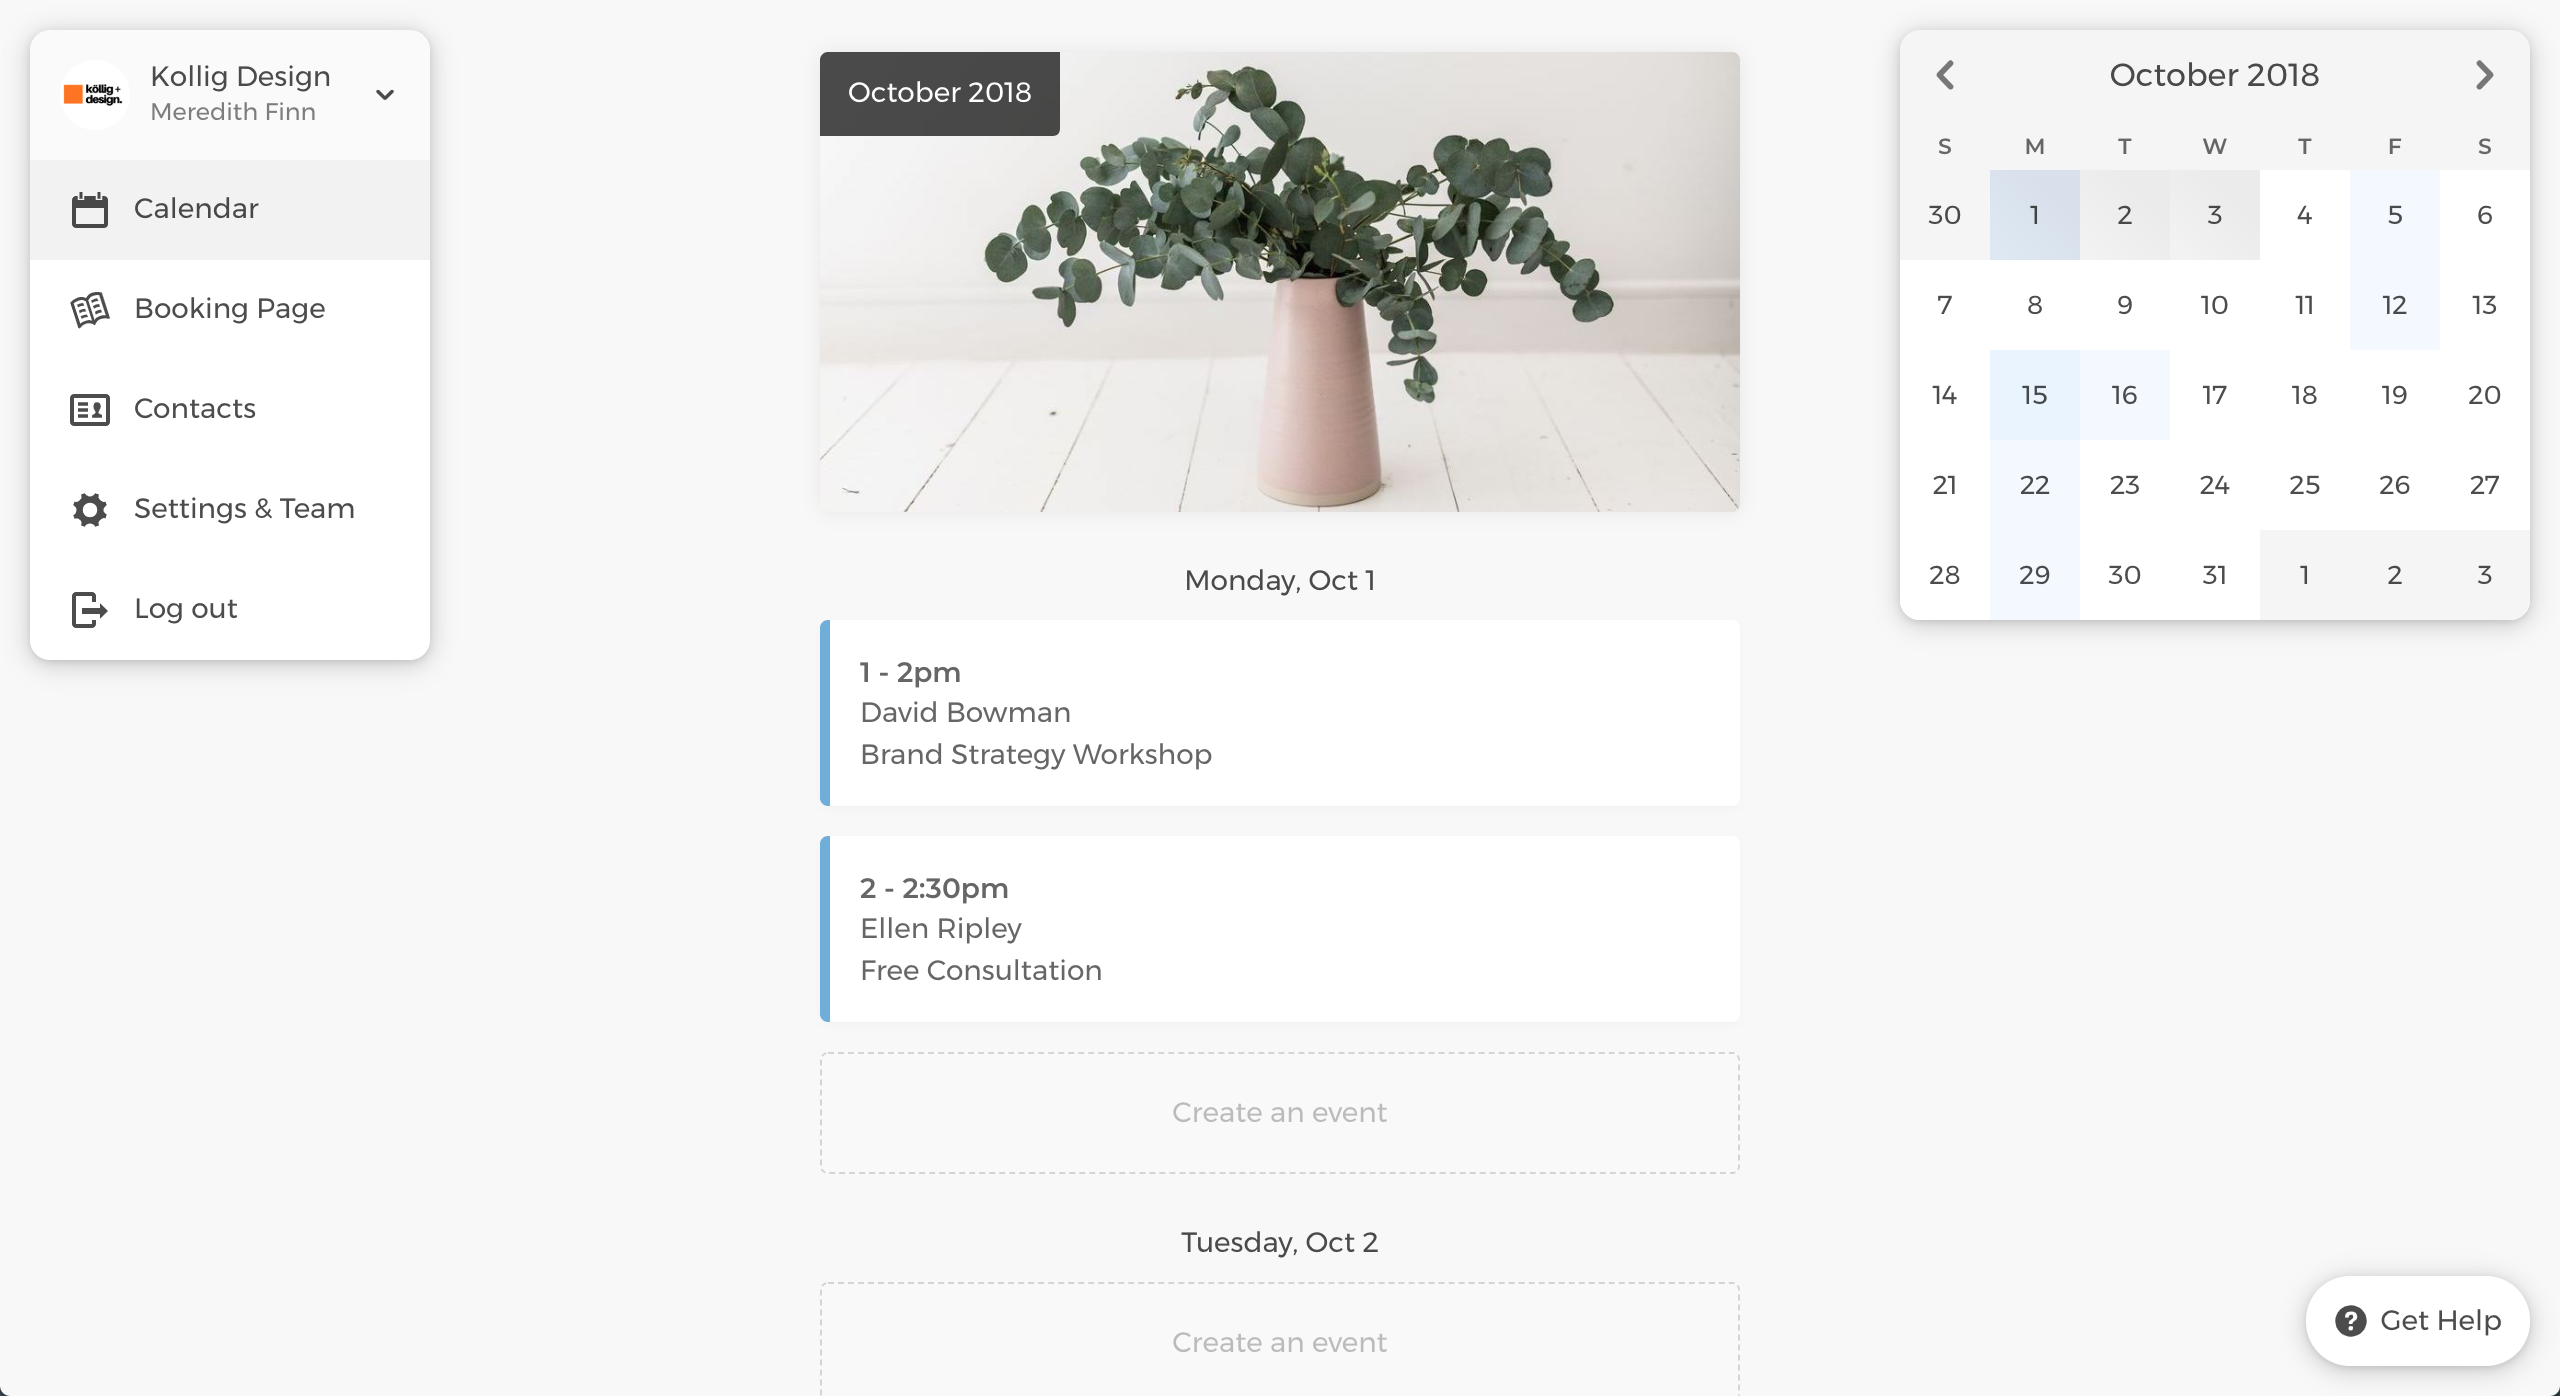 köllig +
design.
Kollig Design
Meredith Finn
Calendar
Booking Page
Contacts
Settings & Team
Log out
October 2018
Monday, Oct 1
1 - 2pm
David Bowman
Brand Strategy Workshop
2 - 2:30pm
Ellen Ripley
Free Consultation
Create an event
Tuesday, Oct 2
Create an event
October 2018
S M T W T F S
30 1 2 3 4 5 6
7 8 9 10 11 12 13
14 15 16 17 18 19 20
21 22 23 24 25 26 27
28 29 30 31 1 2 3
? Get Help